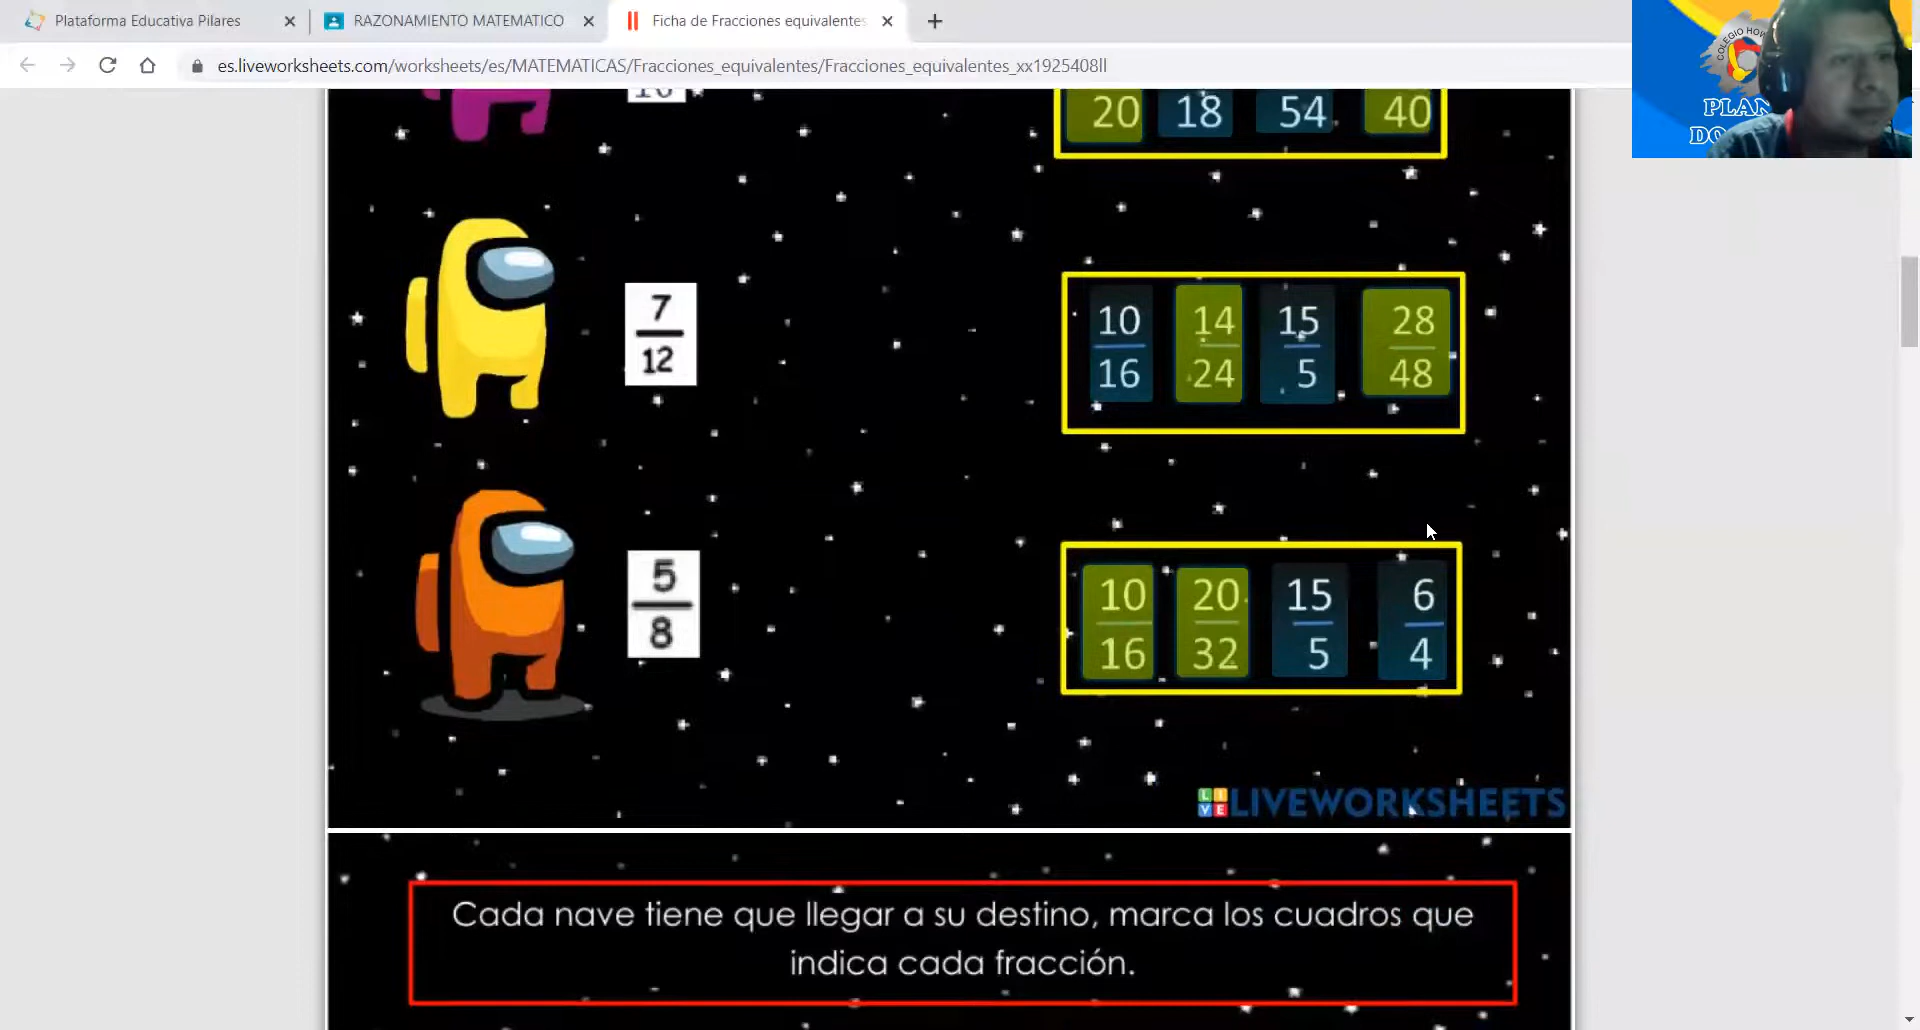 Plataforma Educativa Pilares
RAZONAMIENTO MATEMATICO
Ficha de Fracciones equivalentes
es.liveworksheets.com/worksheets/es/MATEMATICAS/Fracciones_equivalentes/Fracciones_equivalentes_xx1925408ll
COLEGIO
PLAN
20 18 54 40
7
12
10 14 15 28
16 24 5 48
5
8
10 20 15 6
16 32 5 4
LIVEWORKSHEETS
Cada nave tiene que llegar a su destino, marca los cuadros que
indica cada fracción.